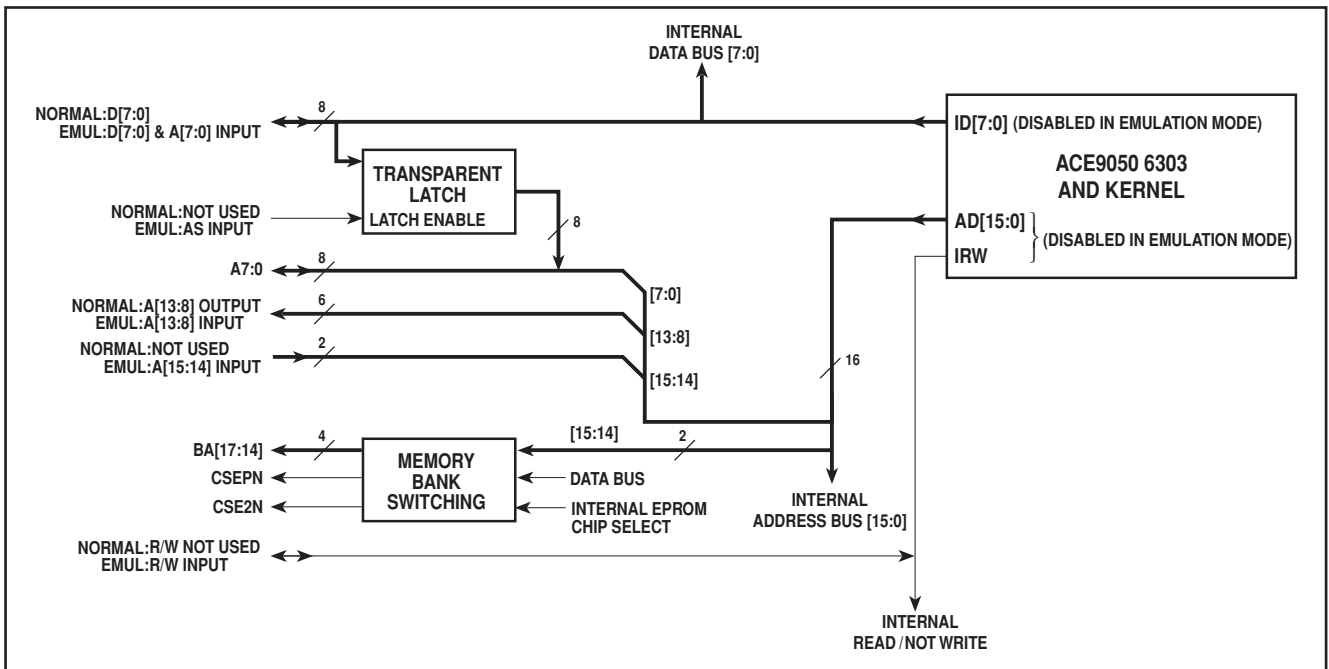 INTERNAL
DATA BUS [7:0]
NORMAL:D[7:0]
EMUL:D[7:0] & A[7:0] INPUT
8
ID[7:0] (DISABLED IN EMULATION MODE)
ACE9050 6303
AND KERNEL
TRANSPARENT
LATCH
LATCH ENABLE
NORMAL:NOT USED
EMUL:AS INPUT
8
AD[15:0]
(DISABLED IN EMULATION MODE)
IRW
A7:0
8
[7:0]
NORMAL:A[13:8] OUTPUT
EMUL:A[13:8] INPUT
6
[13:8]
NORMAL:NOT USED
EMUL:A[15:14] INPUT
2
[15:14]
16
BA[17:14]
4
MEMORY
BANK
SWITCHING
[15:14]
2
CSEPN
DATA BUS
CSE2N
INTERNAL EPROM
CHIP SELECT
INTERNAL
ADDRESS BUS [15:0]
NORMAL:R/W NOT USED
EMUL:R/W INPUT
INTERNAL
READ/NOT WRITE